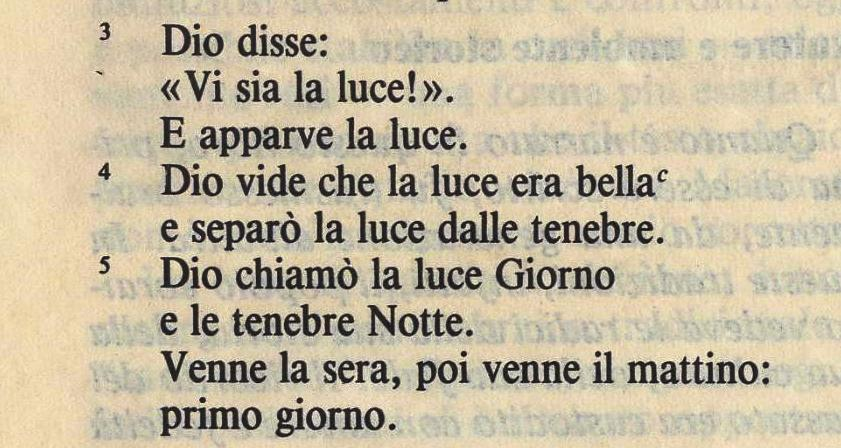 3 Dio disse:
«Vi sia la luce!».
E apparve la luce.
4 Dio vide che la luce era bellaᶜ
e separò la luce dalle tenebre.
5 Dio chiamò la luce Giorno
e le tenebre Notte.
Venne la sera, poi venne il mattino:
primo giorno.